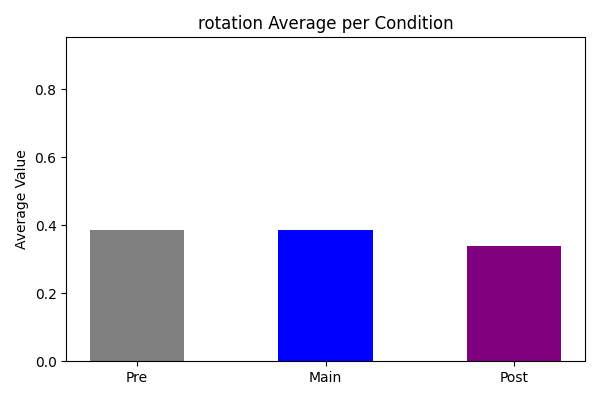 rotation Average per Condition
Average Value
0.8
0.6
0.4
0.2
0.0
Pre
Main
Post